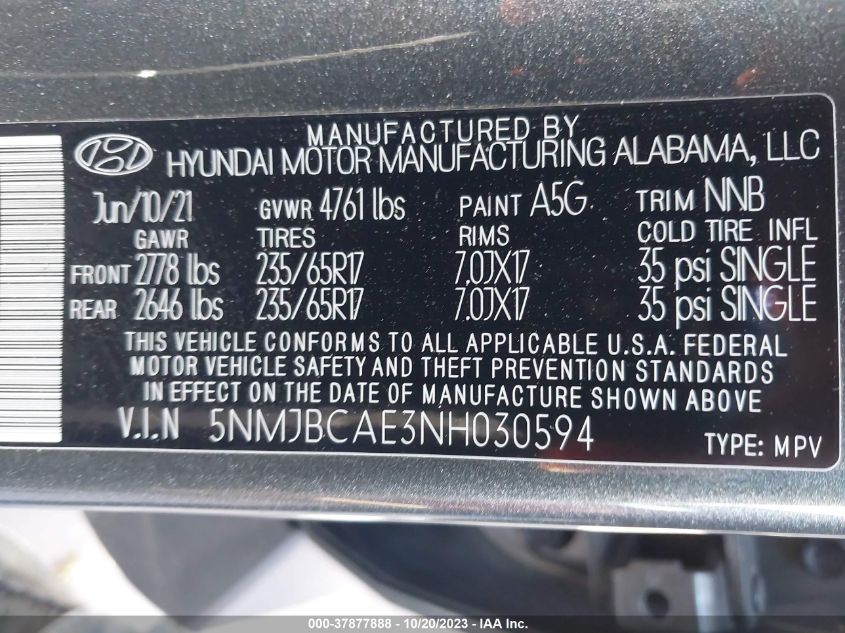 MANUFACTURED BY
HYUNDAI MOTOR MANUFACTURING ALABAMA, LLC
Jun/10/21 GVWR 4761 lbs PAINT A5G TRIM NNB
GAWR TIRES RIMS COLD TIRE INFL
FRONT 2778 lbs 235/65R17 7.0JX17 35 psi SINGLE
REAR 2646 lbs 235/65R17 7.0JX17 35 psi SINGLE
THIS VEHICLE CONFORMS TO ALL APPLICABLE U.S.A. FEDERAL
MOTOR VEHICLE SAFETY AND THEFT PREVENTION STANDARDS
IN EFFECT ON THE DATE OF MANUFACTURE SHOWN ABOVE
V.I.N 5NMJBCAE3NH030594 TYPE: MPV
000-37877888 - 10/20/2023 - IAA Inc.